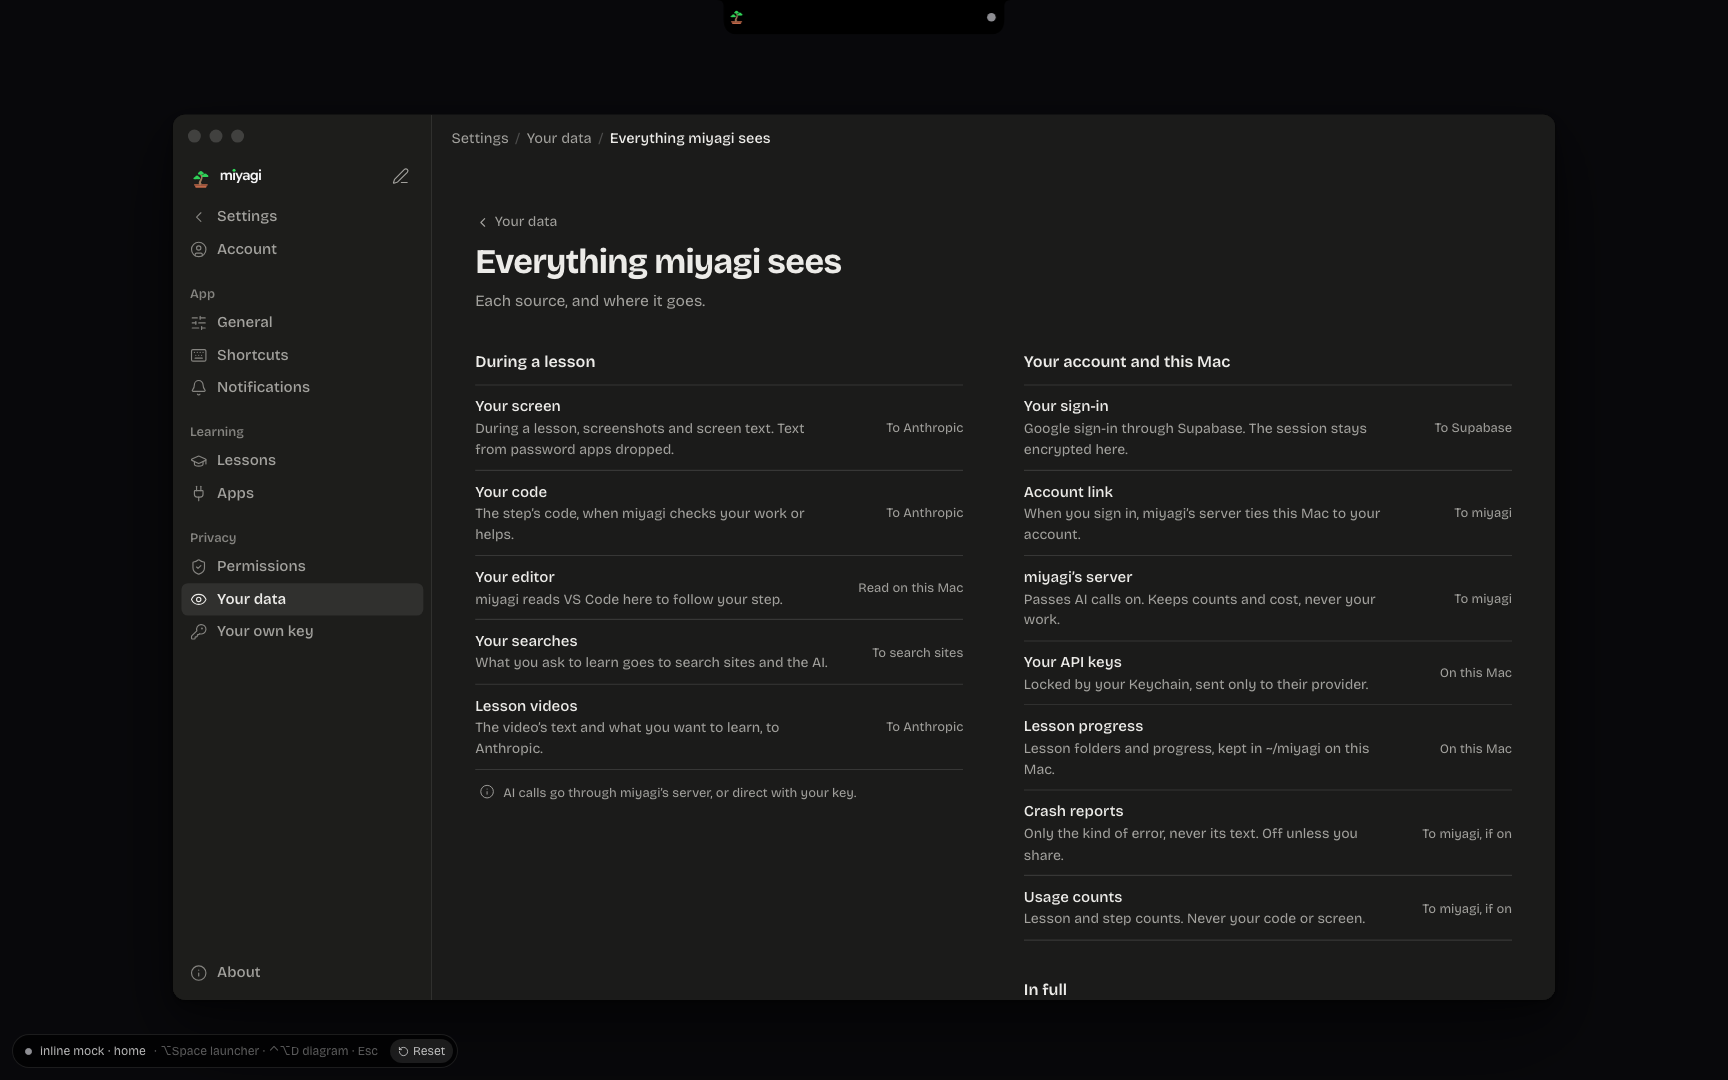 Settings / Your data / Everything miyagi sees
miyagi
Settings
Account
App
General
Shortcuts
Notifications
Learning
Lessons
Apps
Privacy
Permissions
Your data
Your own key
About
Your data
Everything miyagi sees
Each source, and where it goes.
During a lesson
Your screen
During a lesson, screenshots and screen text. Text
from password apps dropped.
To Anthropic
Your code
The step's code, when miyagi checks your work or
helps.
To Anthropic
Your editor
miyagi reads VS Code here to follow your step.
Read on this Mac
Your searches
What you ask to learn goes to search sites and the AI.
To search sites
Lesson videos
The video's text and what you want to learn, to
Anthropic.
To Anthropic
AI calls go through miyagi's server, or direct with your key.
Your account and this Mac
Your sign-in
Google sign-in through Supabase. The session stays
encrypted here.
To Supabase
Account link
When you sign in, miyagi's server ties this Mac to your
account.
To miyagi
miyagi's server
Passes AI calls on. Keeps counts and cost, never your
work.
To miyagi
Your API keys
Locked by your Keychain, sent only to their provider.
On this Mac
Lesson progress
Lesson folders and progress, kept in ~/miyagi on this
Mac.
On this Mac
Crash reports
Only the kind of error, never its text. Off unless you
share.
To miyagi, if on
Usage counts
Lesson and step counts. Never your code or screen.
To miyagi, if on
In full
inline mock · home · ⌥Space launcher · ^⌥D diagram · Esc Reset